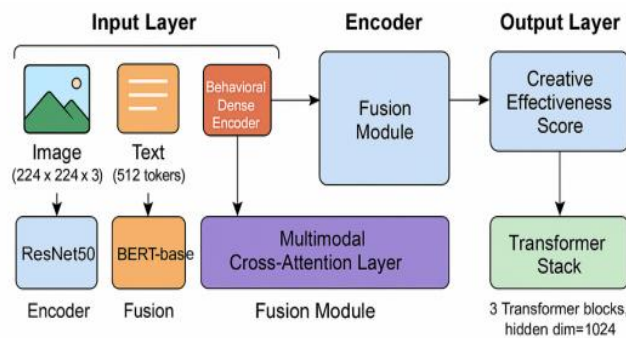 Input Layer
Encoder
Output Layer
Behavioral
Dense
Encoder
Fusion
Module
Creative
Effectiveness
Score
Image
(224 x 224 x 3)
Text
(512 tokers)
ResNet50
BERT-base
Multimodal
Cross-Attention Layer
Transformer
Stack
Encoder
Fusion
Fusion Module
3 Transformer blocks,
hidden dim=1024